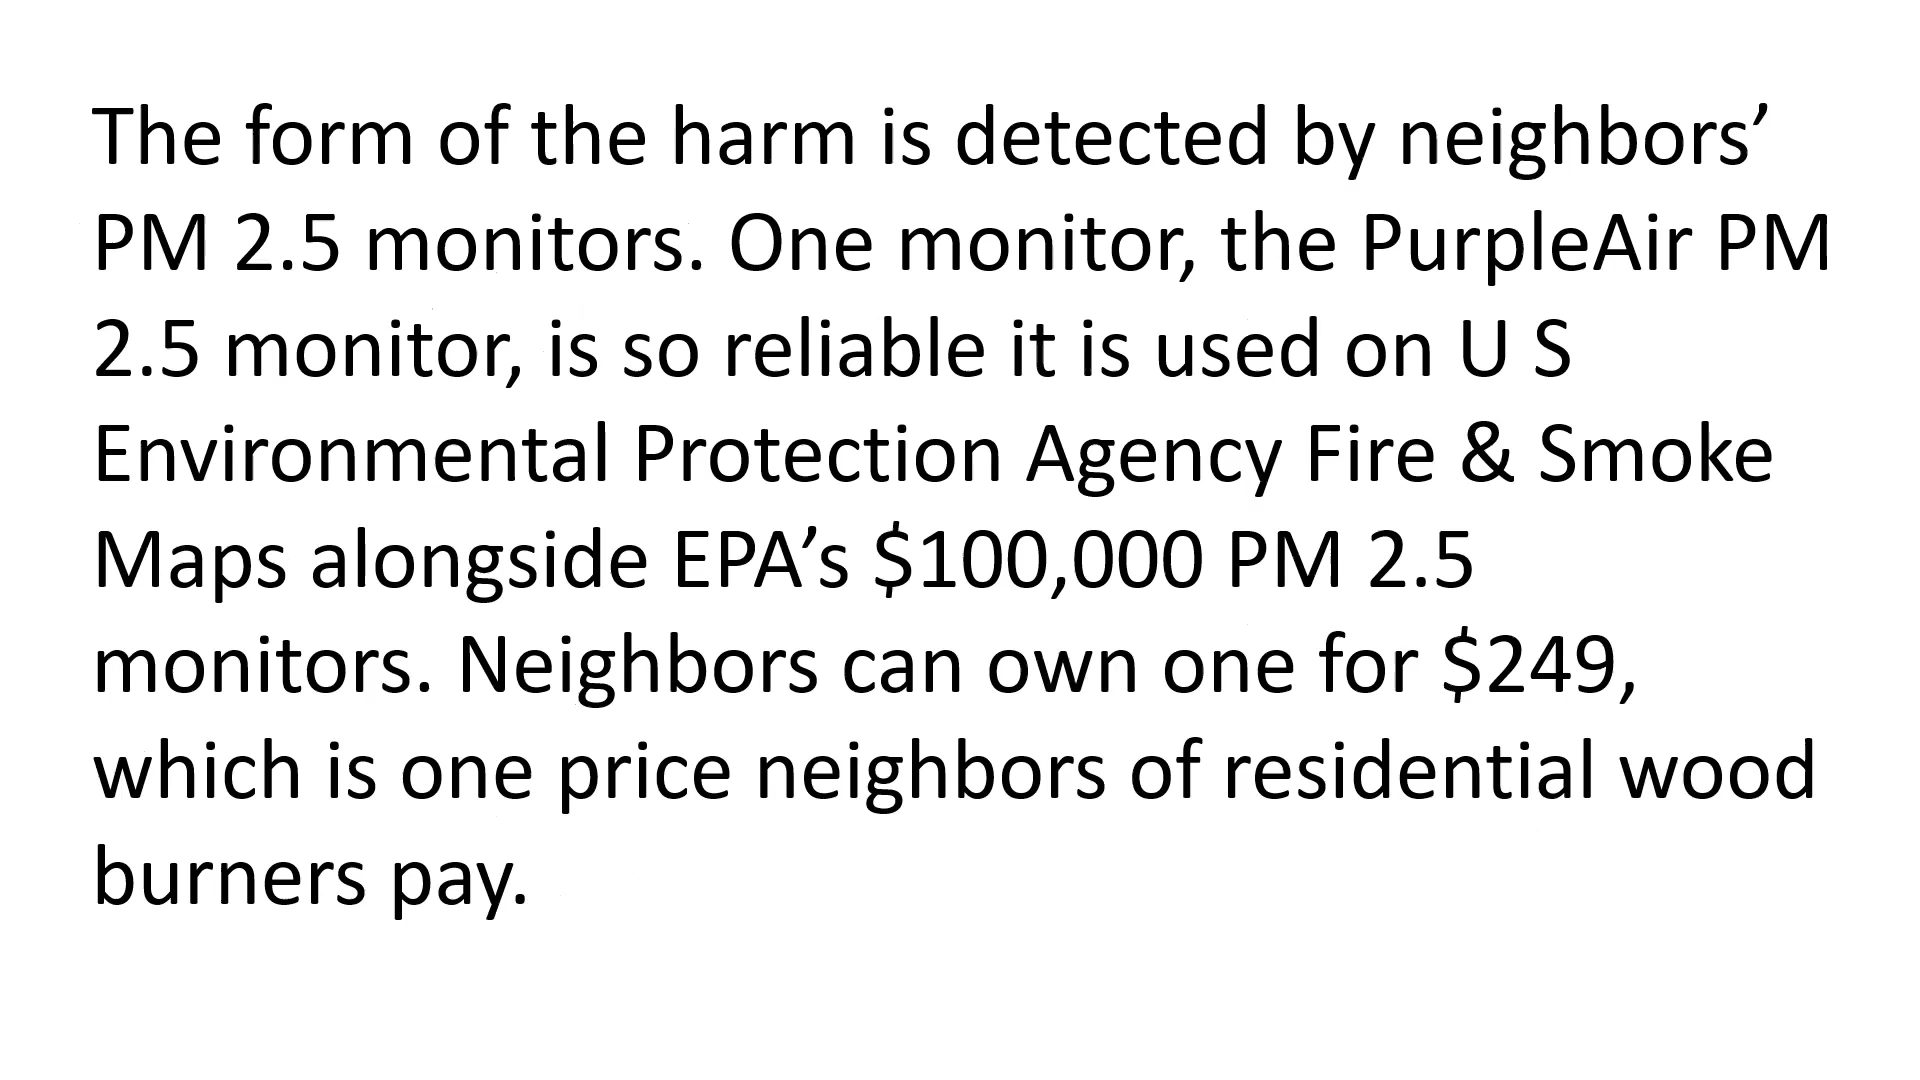 The form of the harm is detected by neighbors’
PM 2.5 monitors. One monitor, the PurpleAir PM
2.5 monitor, is so reliable it is used on U S
Environmental Protection Agency Fire & Smoke
Maps alongside EPA’s $100,000 PM 2.5
monitors. Neighbors can own one for $249,
which is one price neighbors of residential wood
burners pay.